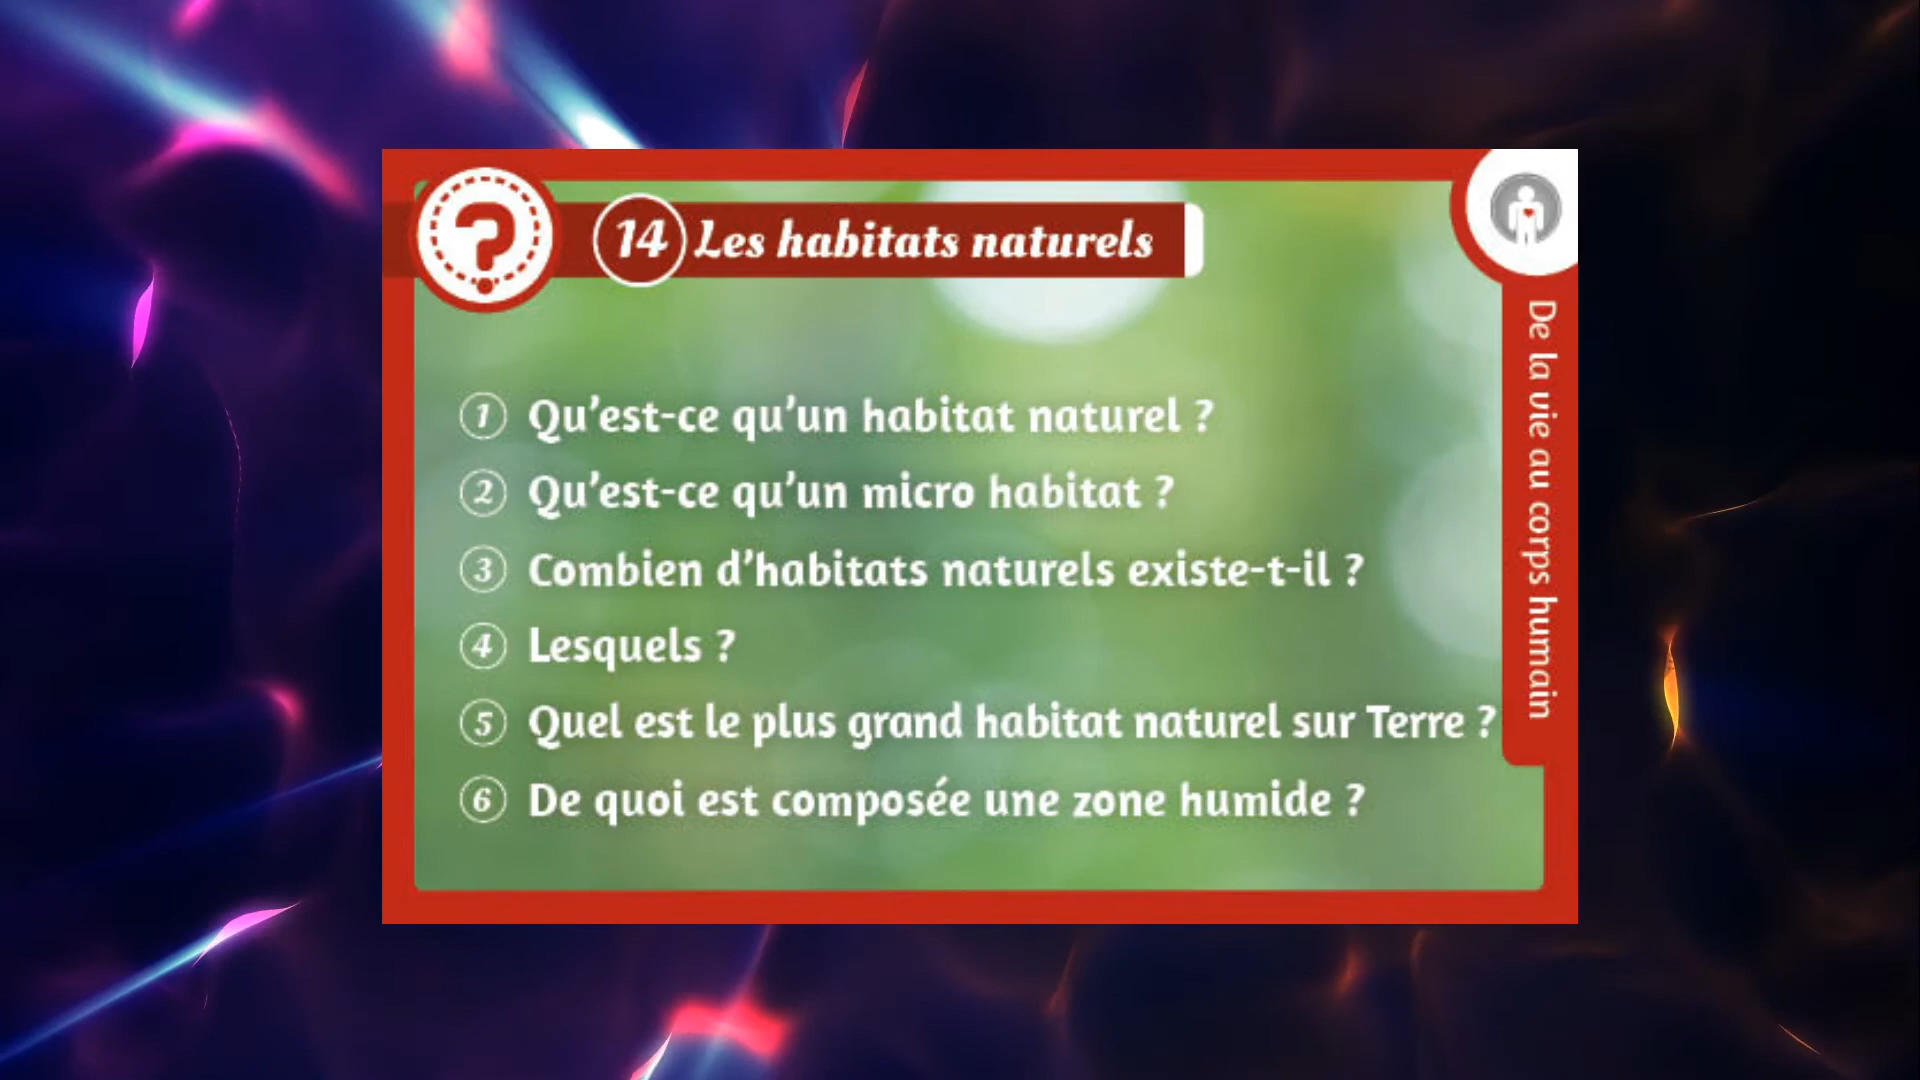 14 Les habitats naturels
1 Qu'est-ce qu'un habitat naturel ?
2 Qu'est-ce qu'un micro habitat ?
3 Combien d'habitats naturels existe-t-il ?
4 Lesquels ?
5 Quel est le plus grand habitat naturel sur Terre ?
6 De quoi est composée une zone humide ?
De la vie au corps humain